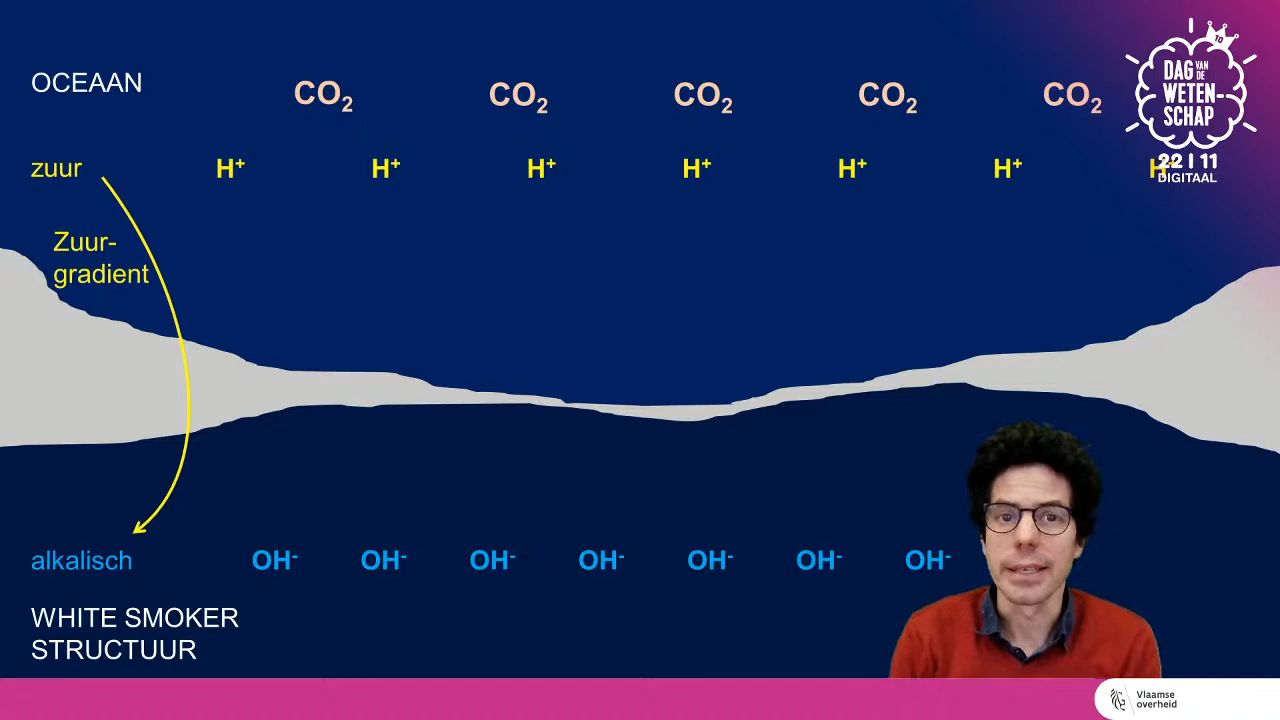 OCEAAN
CO₂ CO₂ CO₂ CO₂ CO₂
zuur H⁺ H⁺ H⁺ H⁺ H⁺ H⁺ H⁺
Zuur-
gradient
alkalisch OH⁻ OH⁻ OH⁻ OH⁻ OH⁻ OH⁻ OH⁻
WHITE SMOKER
STRUCTUUR
10
DAG VAN DE
WETEN-
SCHAP
22 | 11
DIGITAAL
Vlaamse
overheid